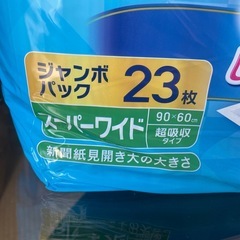 ジャンボ
パック
23枚
スーパーワイド
90×60cm
超吸収
タイプ
新聞紙見開き大の大きさ